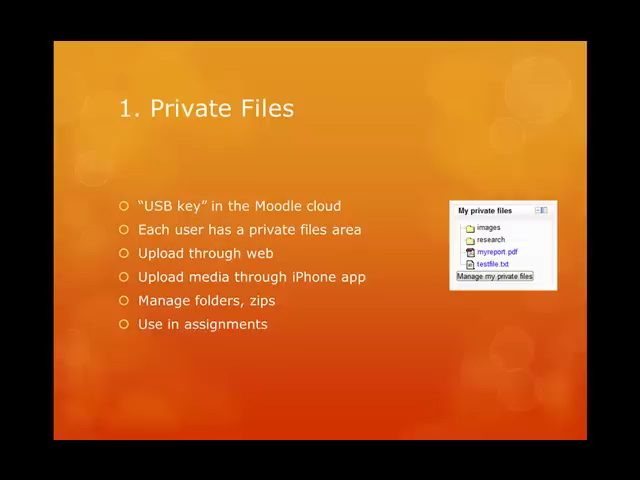 1. Private Files
“USB key” in the Moodle cloud
Each user has a private files area
Upload through web
Upload media through iPhone app
Manage folders, zips
Use in assignments
My private files
images
research
myreport.pdf
testfile.txt
Manage my private files